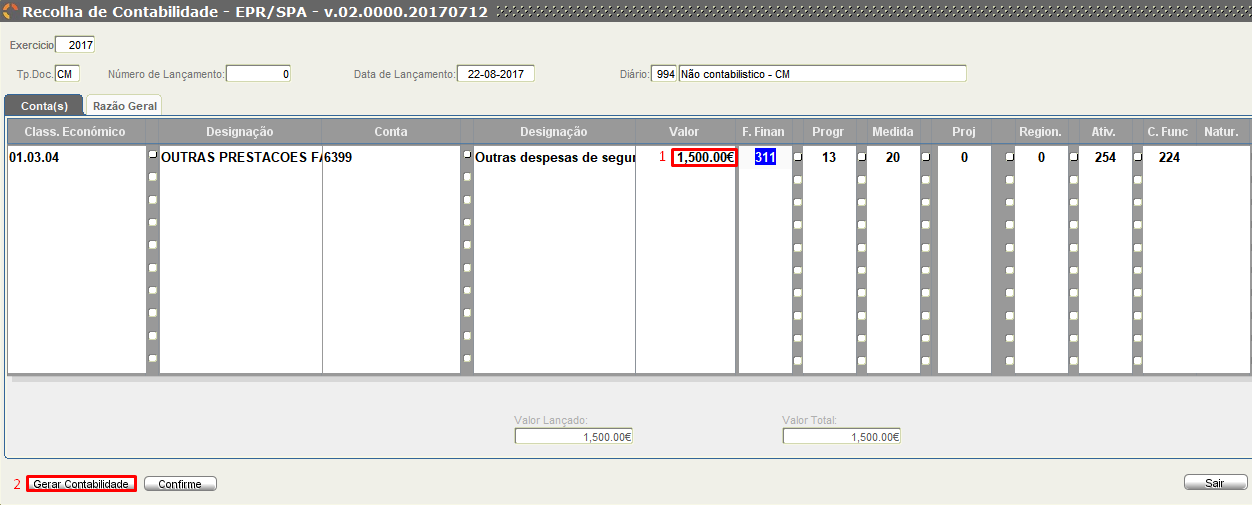 Recolha de Contabilidade - EPR/SPA - v.02.0000.20170712
Exercicio 2017
Tp.Doc. CM Número de Lançamento: 0 Data de Lançamento: 22-08-2017 Diário: 994 Não contabilistico - CM
Conta(s) Razão Geral
Class. Económico Designação Conta Designação Valor F. Finan Progr Medida Proj Region. Ativ. C. Func Natur.
01.03.04 OUTRAS PRESTACOES FA 6399 Outras despesas de segur 1 1,500.00€ 311 13 20 0 0 254 224
Valor Lançado: Valor Total:
1,500.00€ 1,500.00€
2 Gerar Contabilidade Confirme Sair